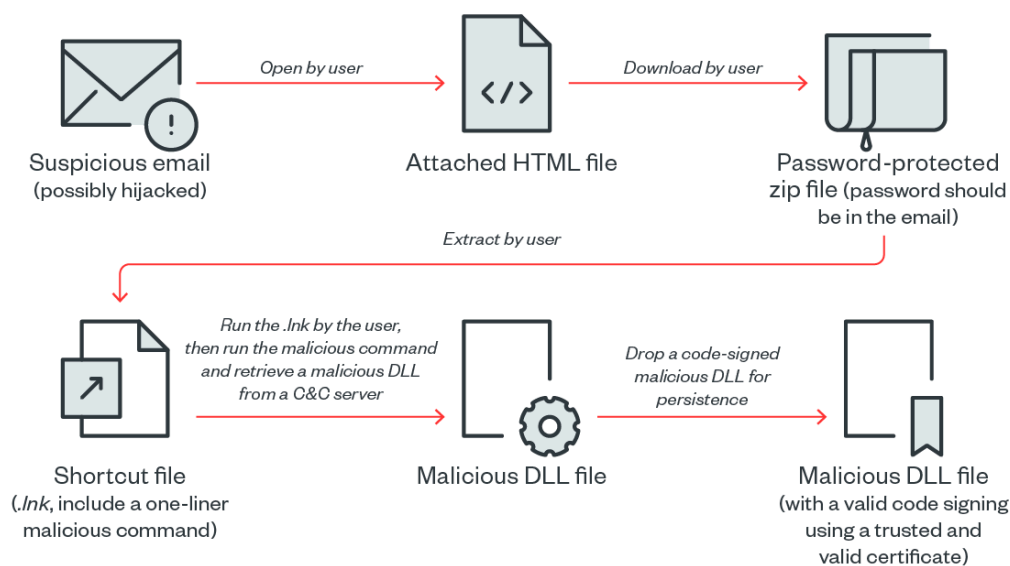 Open by user
Download by user
Suspicious email
(possibly hijacked)
Attached HTML file
Password-protected
zip file (password should
be in the email)
Extract by user
Run the .lnk by the user,
then run the malicious command
and retrieve a malicious DLL
from a C&C server
Drop a code-signed
malicious DLL for
persistence
Shortcut file
(.lnk, include a one-liner
malicious command)
Malicious DLL file
Malicious DLL file
(with a valid code signing
using a trusted and
valid certificate)